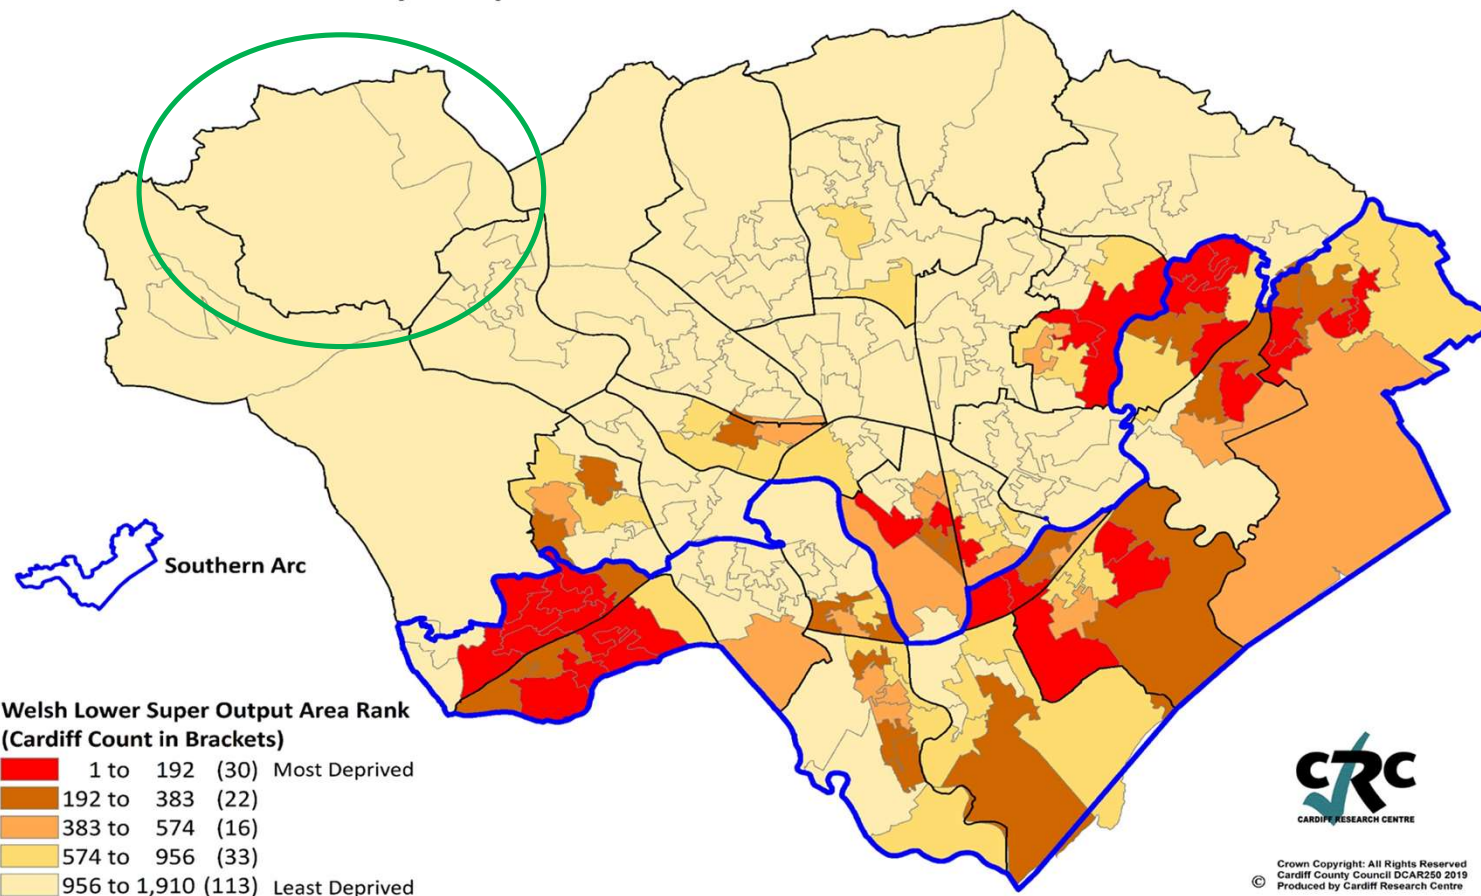 Southern Arc
Welsh Lower Super Output Area Rank
(Cardiff Count in Brackets)
1 to 192 (30) Most Deprived
192 to 383 (22)
383 to 574 (16)
574 to 956 (33)
956 to 1,910 (113) Least Deprived
CRC
CARDIFF RESEARCH CENTRE
Crown Copyright: All Rights Reserved
Cardiff County Council DCAR250 2019
© Produced by Cardiff Research Centre